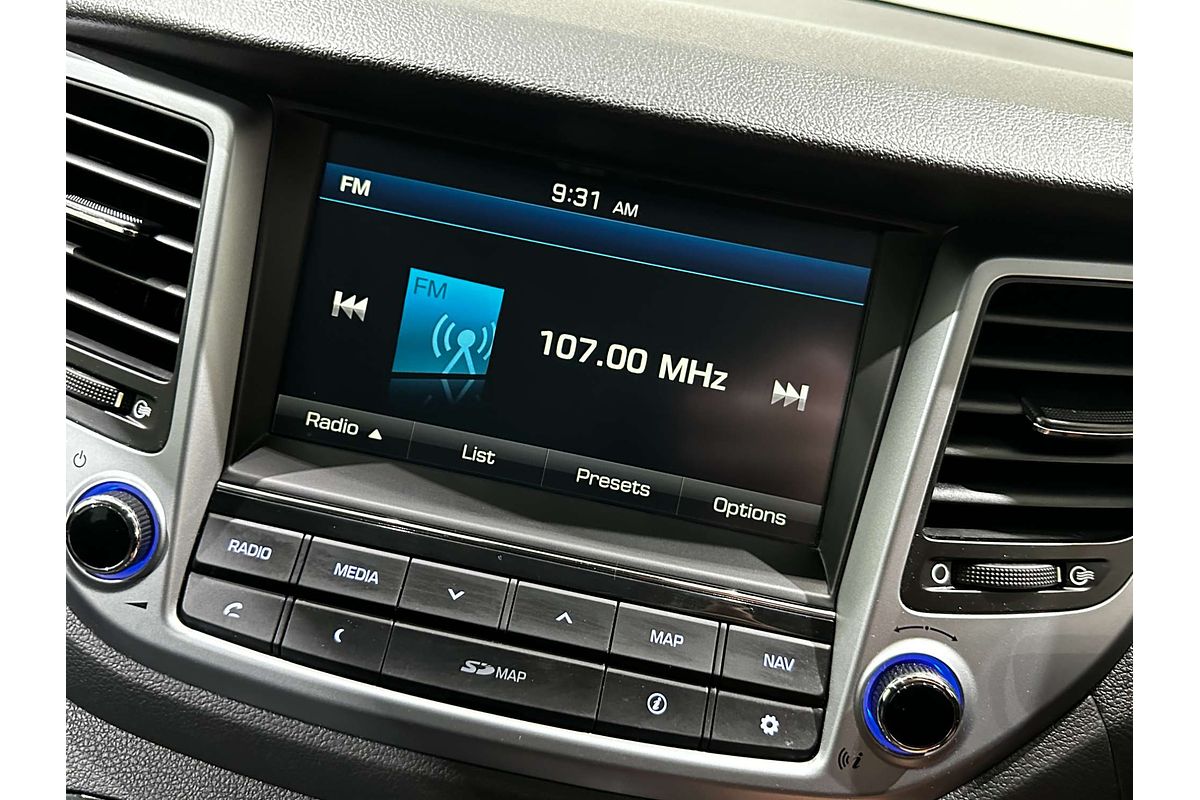 FM
9:31 AM
FM
107.00 MHz
Radio ▲
List
Presets
Options
RADIO
MEDIA
MAP
NAV
SD MAP
i
i